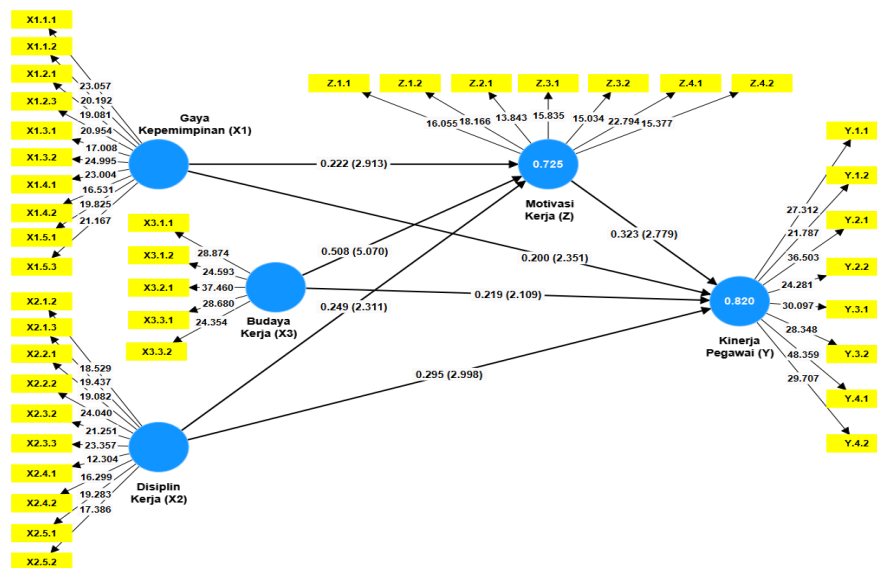 X1.1.1
X1.1.2
X1.2.1
X1.2.3
X1.3.1
X1.3.2
X1.4.1
X1.4.2
X1.5.1
X1.5.3
23.057
20.192
19.081
20.954
17.008
24.995
23.004
16.531
19.825
21.167
Gaya
Kepemimpinan (X1)
Z.1.1
Z.1.2
Z.2.1
Z.3.1
Z.3.2
Z.4.1
Z.4.2
16.055
18.166
13.843
15.835
15.034
22.794
15.377
0.725
Motivasi
Kerja (Z)
0.222 (2.913)
0.508 (5.070)
0.249 (2.311)
0.323 (2.779)
0.200 (2.351)
0.219 (2.109)
0.295 (2.998)
X3.1.1
X3.1.2
X3.2.1
X3.3.1
X3.3.2
28.874
24.593
37.460
28.680
24.354
Budaya
Kerja (X3)
Y.1.1
Y.1.2
Y.2.1
Y.2.2
Y.3.1
Y.3.2
Y.4.1
Y.4.2
27.312
21.787
36.503
24.281
30.097
28.348
48.359
29.707
0.820
Kinerja
Pegawai (Y)
X2.1.2
X2.1.3
X2.2.1
X2.2.2
X2.3.2
X2.3.3
X2.4.1
X2.4.2
X2.5.1
X2.5.2
18.529
19.437
19.082
24.040
21.251
23.357
12.304
16.299
19.283
17.386
Disiplin
Kerja (X2)